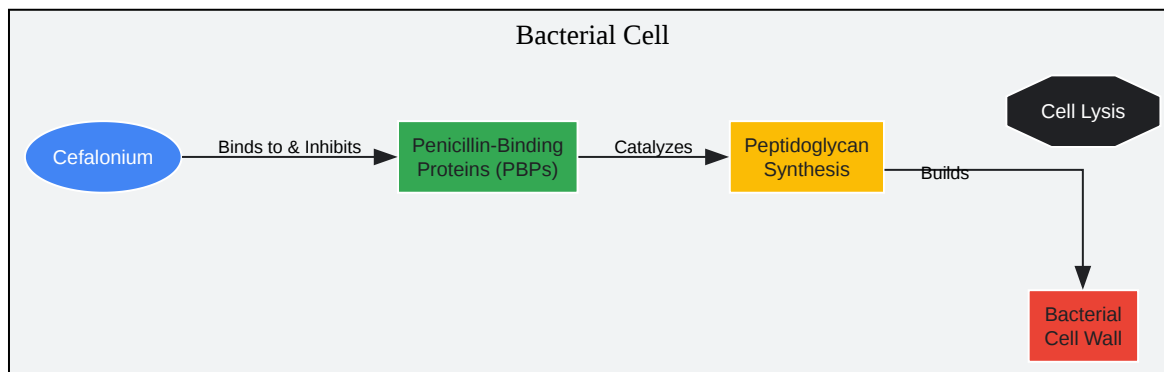 Bacterial Cell
Cell Lysis
Cefalonium
Binds to & Inhibits
Penicillin-Binding
Proteins (PBPs)
Catalyzes
Peptidoglycan
Synthesis
Builds
Bacterial
Cell Wall